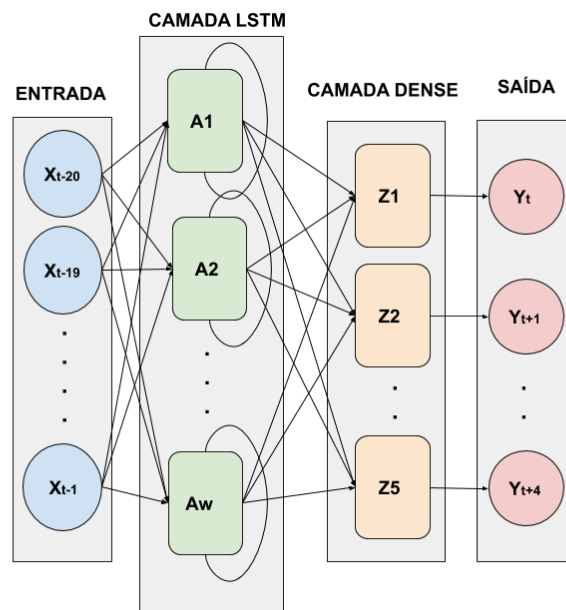 CAMADA LSTM
ENTRADA
CAMADA DENSE
SAÍDA
A1
Xt-20
Z1
Yt
Xt-19
A2
Z2
Yt+1
Xt-1
Aw
Z5
Yt+4